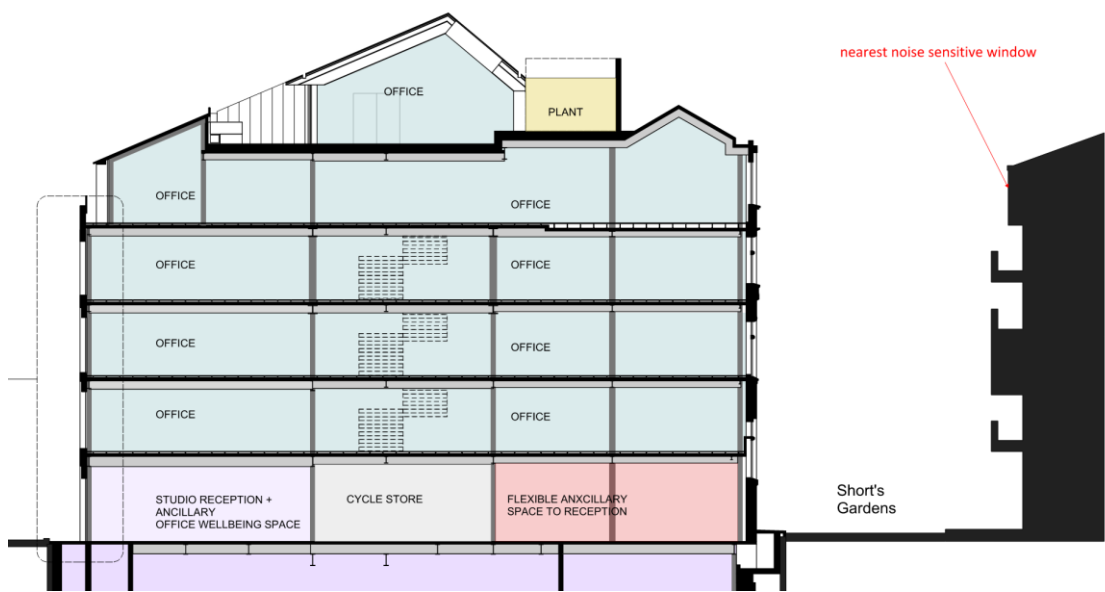 nearest noise sensitive window
OFFICE
PLANT
OFFICE
OFFICE
OFFICE
OFFICE
OFFICE
OFFICE
OFFICE
OFFICE
STUDIO RECEPTION +
ANCILLARY
OFFICE WELLBEING SPACE
CYCLE STORE
FLEXIBLE ANXCILLARY
SPACE TO RECEPTION
Short's
Gardens